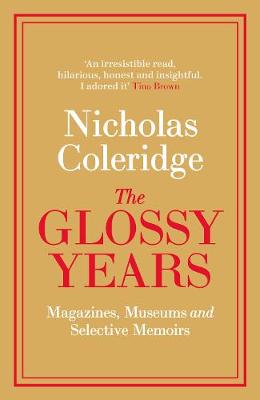 ‘An irresistible read,
hilarious, honest and insightful.
I adored it’ Tina Brown
Nicholas
Coleridge
The
GLOSSY
YEARS
Magazines, Museums and
Selective Memoirs